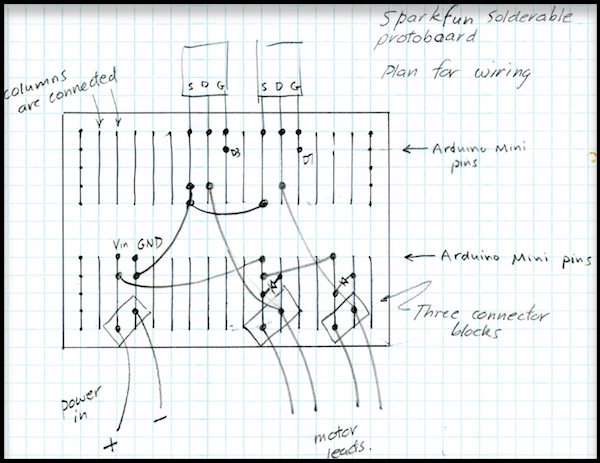 Sparkfun Solderable
protoboard
Plan for wiring
columns
are connected
S D G
S D G
D3
Arduino Mini
pins
Vin GND
Arduino Mini pins
Three connector
blocks
power
in
+
-
motor
leads.